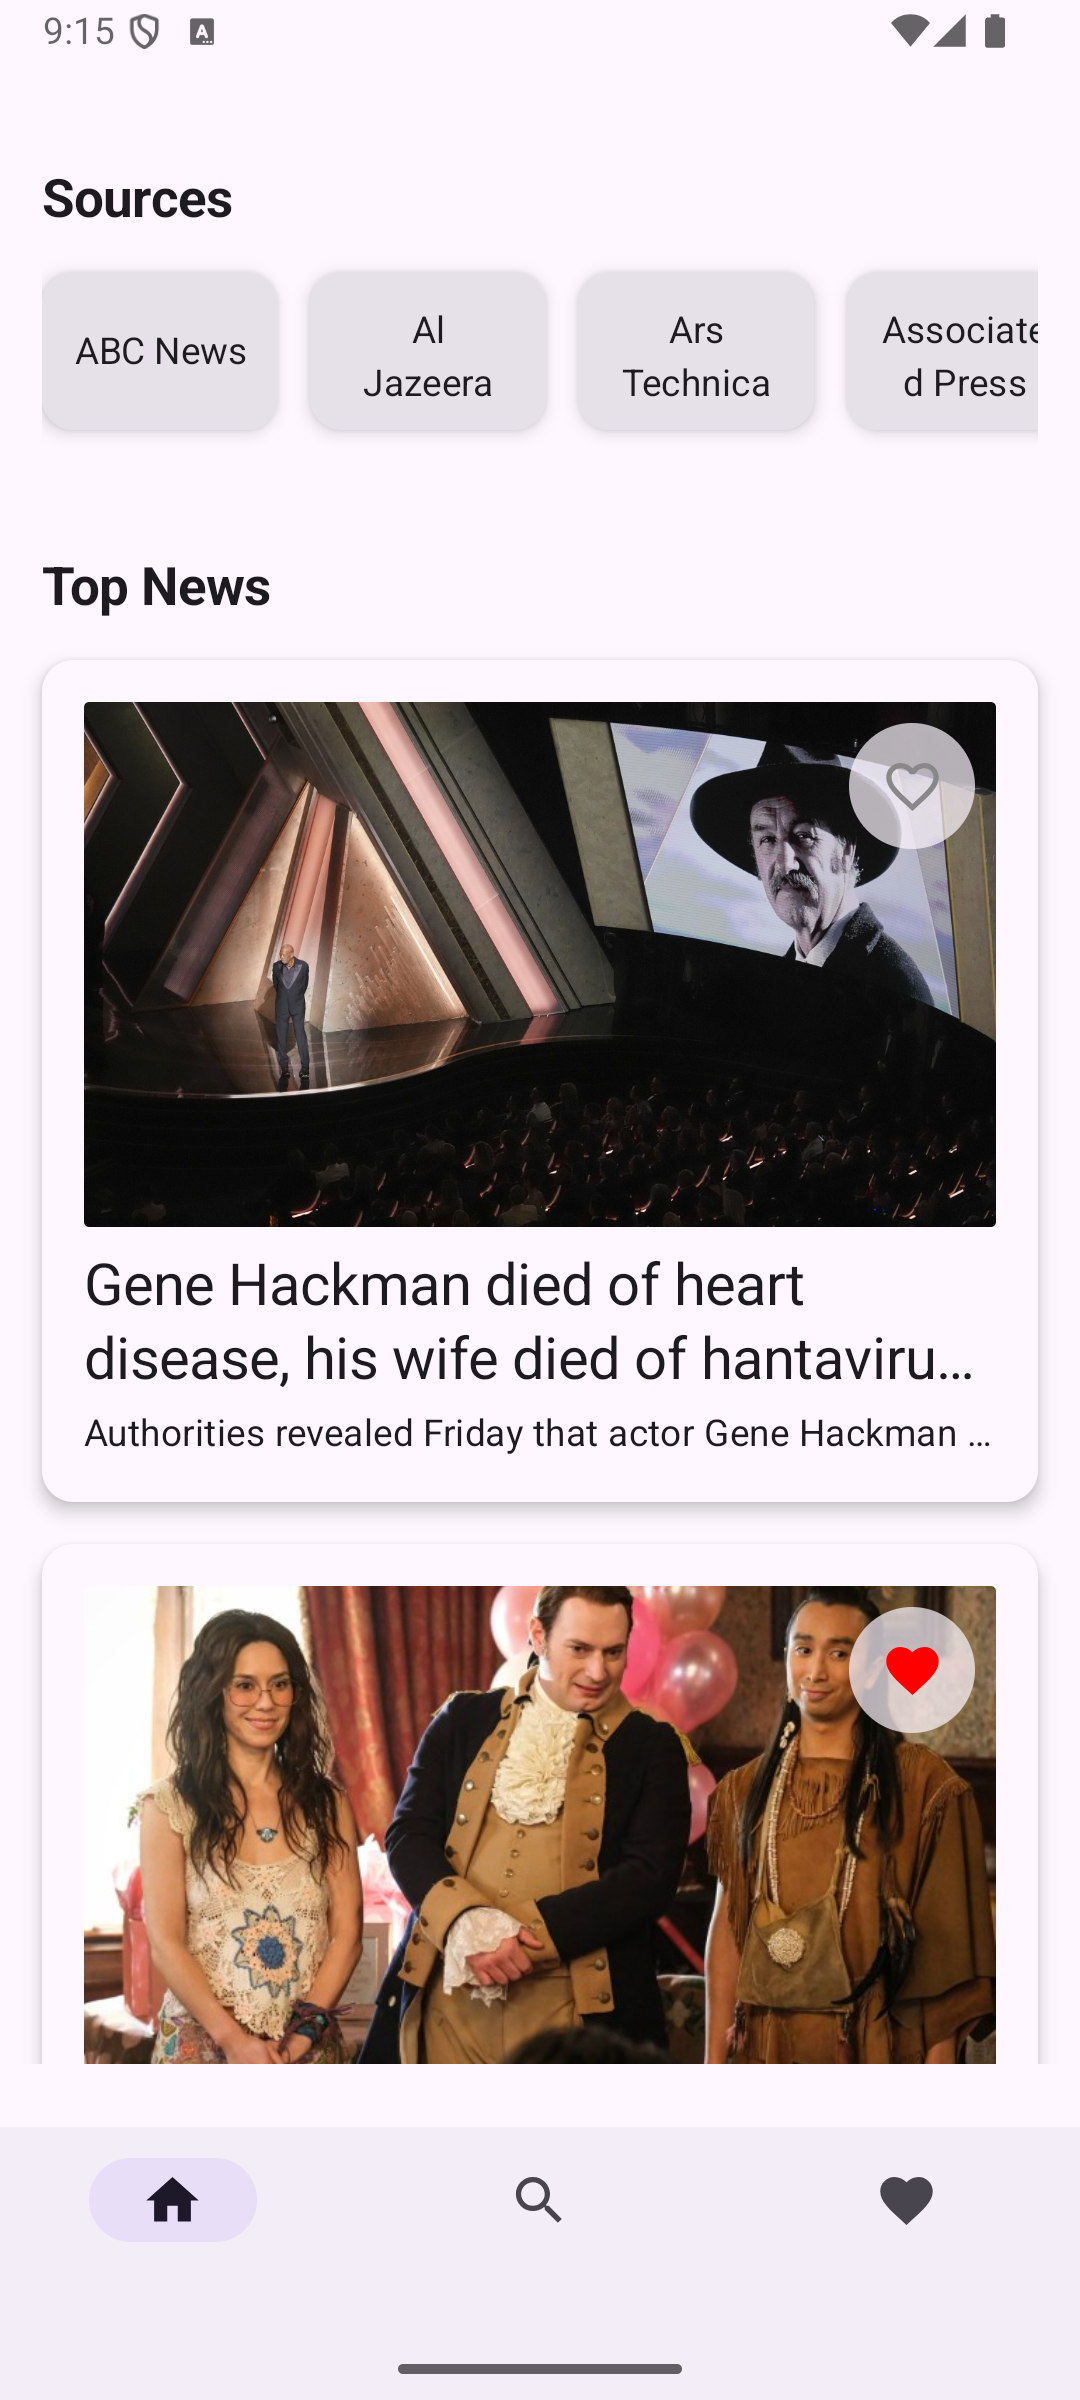 9:15
Sources
ABC News
Al
Jazeera
Ars
Technica
Associate
d Press
Top News
Gene Hackman died of heart
disease, his wife died of hantaviru...
Authorities revealed Friday that actor Gene Hackman ...